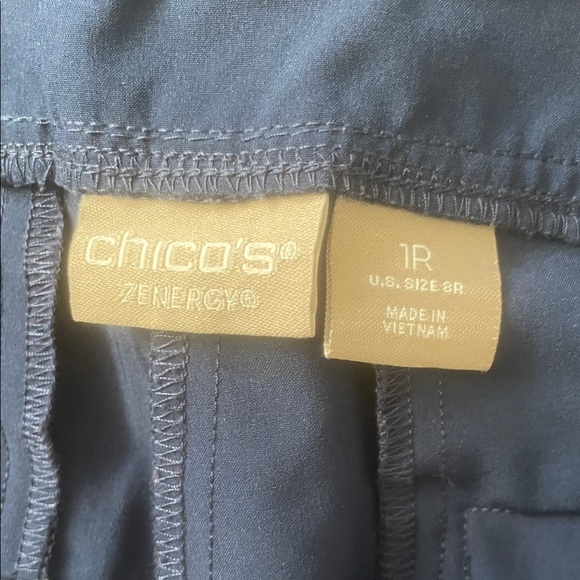 chico's®
ZENERGY®
1R
U.S. SIZE 8R
MADE IN
VIETNAM